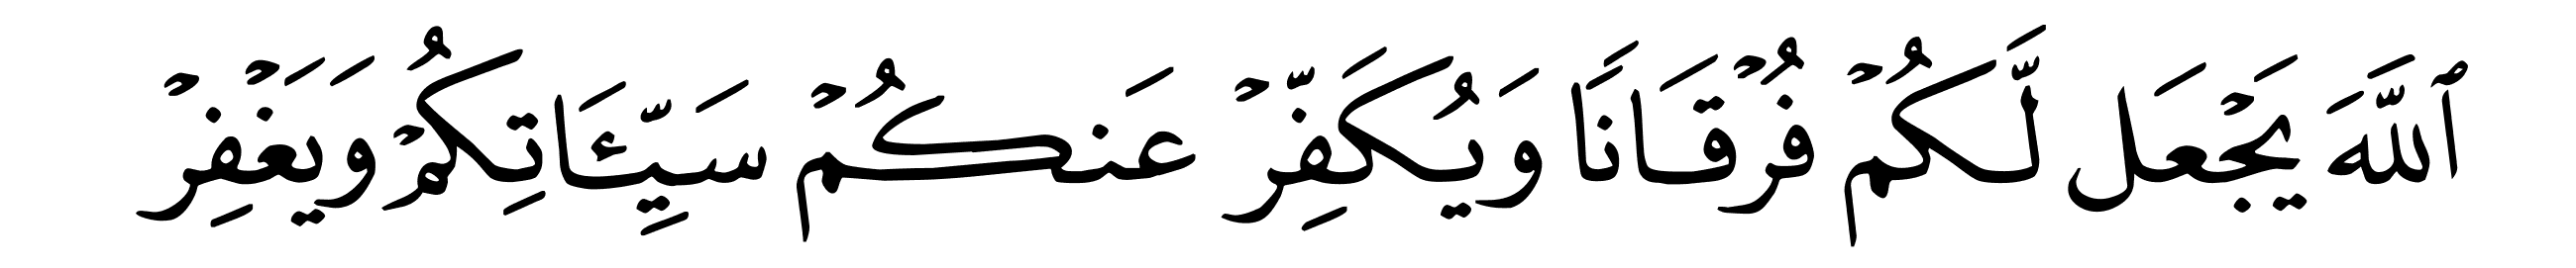 ٱللَّهَ يَجْعَل لَّكُمْ فُرْقَانًا وَيُكَفِّرْ عَنكُمْ سَيِّـَٔاتِكُمْ وَيَغْفِرْ